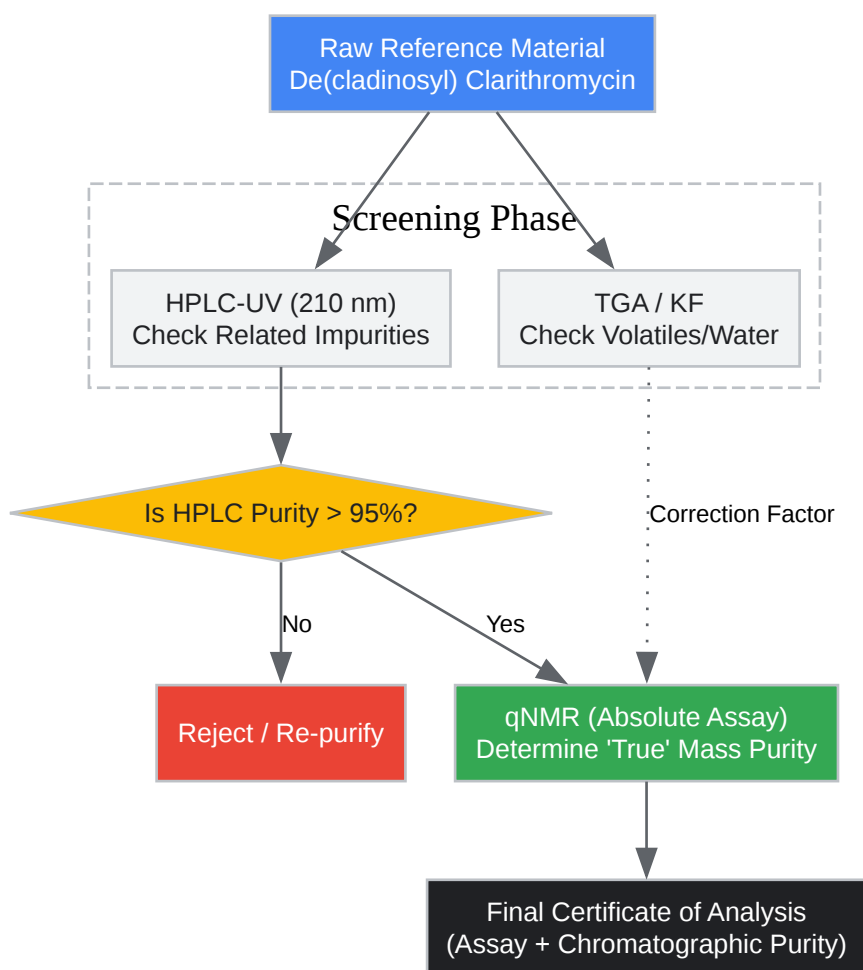 Raw Reference Material
De(cladinosyl) Clarithromycin
Screening Phase
HPLC-UV (210 nm)
Check Related Impurities
TGA / KF
Check Volatiles/Water
Is HPLC Purity > 95%?
Correction Factor
No
Yes
Reject / Re-purify
qNMR (Absolute Assay)
Determine 'True' Mass Purity
Final Certificate of Analysis
(Assay + Chromatographic Purity)